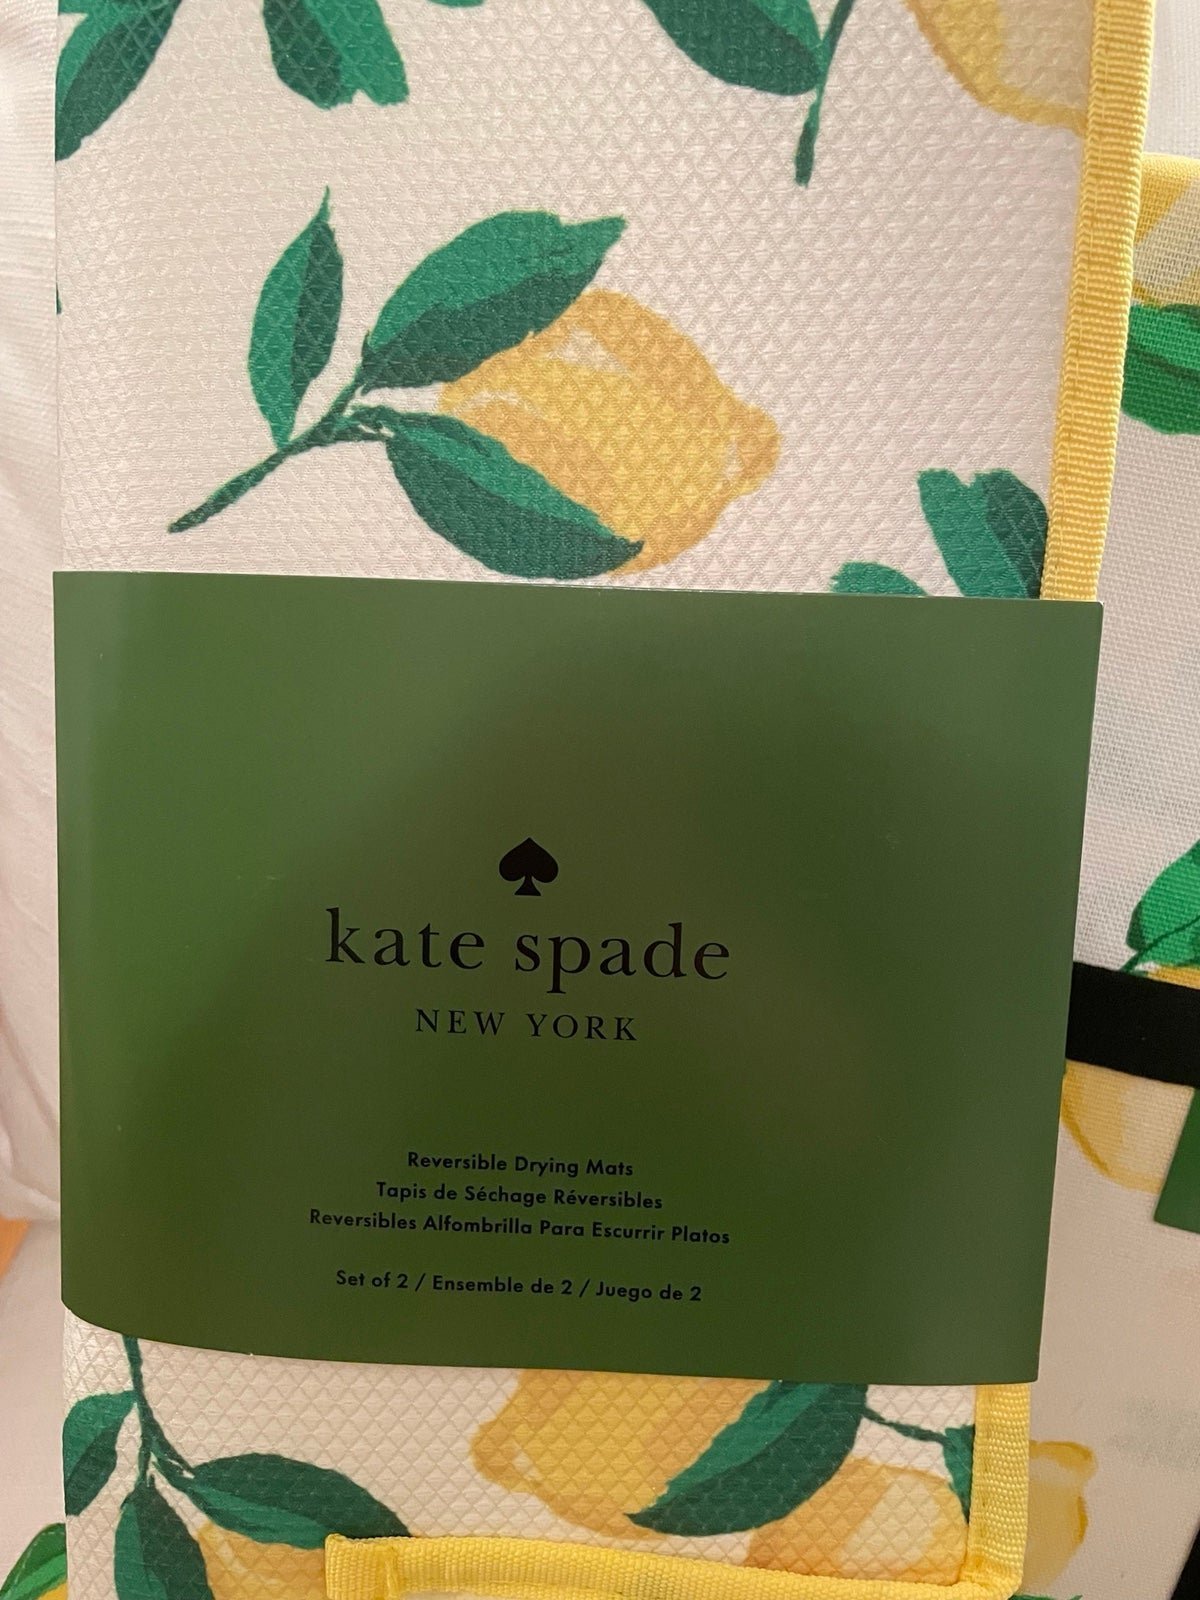 kate spade
NEW YORK
Reversible Drying Mats
Tapis de Séchage Réversibles
Reversibles Alfombrilla Para Escurrir Platos
Set of 2 / Ensemble de 2 / Juego de 2